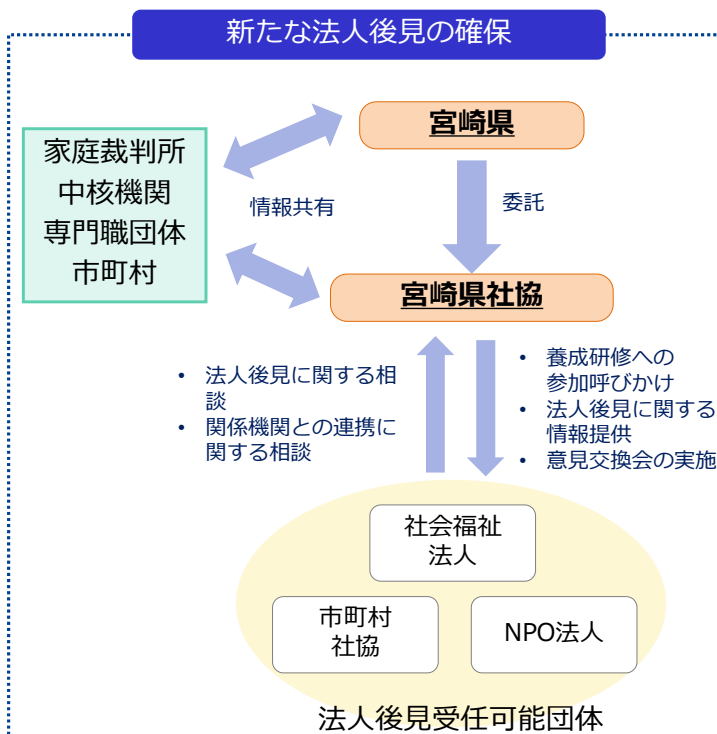 新たな法人後見の確保
宮崎県
家庭裁判所
中核機関
専門職団体
市町村
情報共有
委託
宮崎県社協
• 法人後見に関する相
談
• 関係機関との連携に
関する相談
• 養成研修への
参加呼びかけ
• 法人後見に関する
情報提供
• 意見交換会の実施
社会福祉
法人
市町村
社協
NPO法人
法人後見受任可能団体